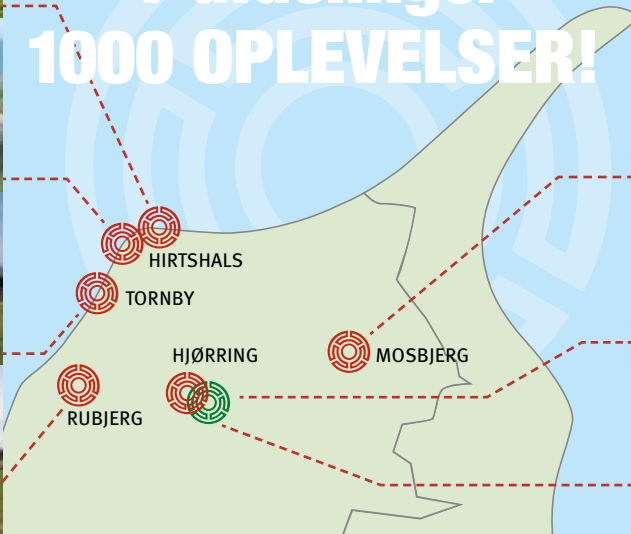 1000 OPLEVELSER!
HIRTSHALS
TORNBY
HJØRRING
MOSBJERG
RUBJERG